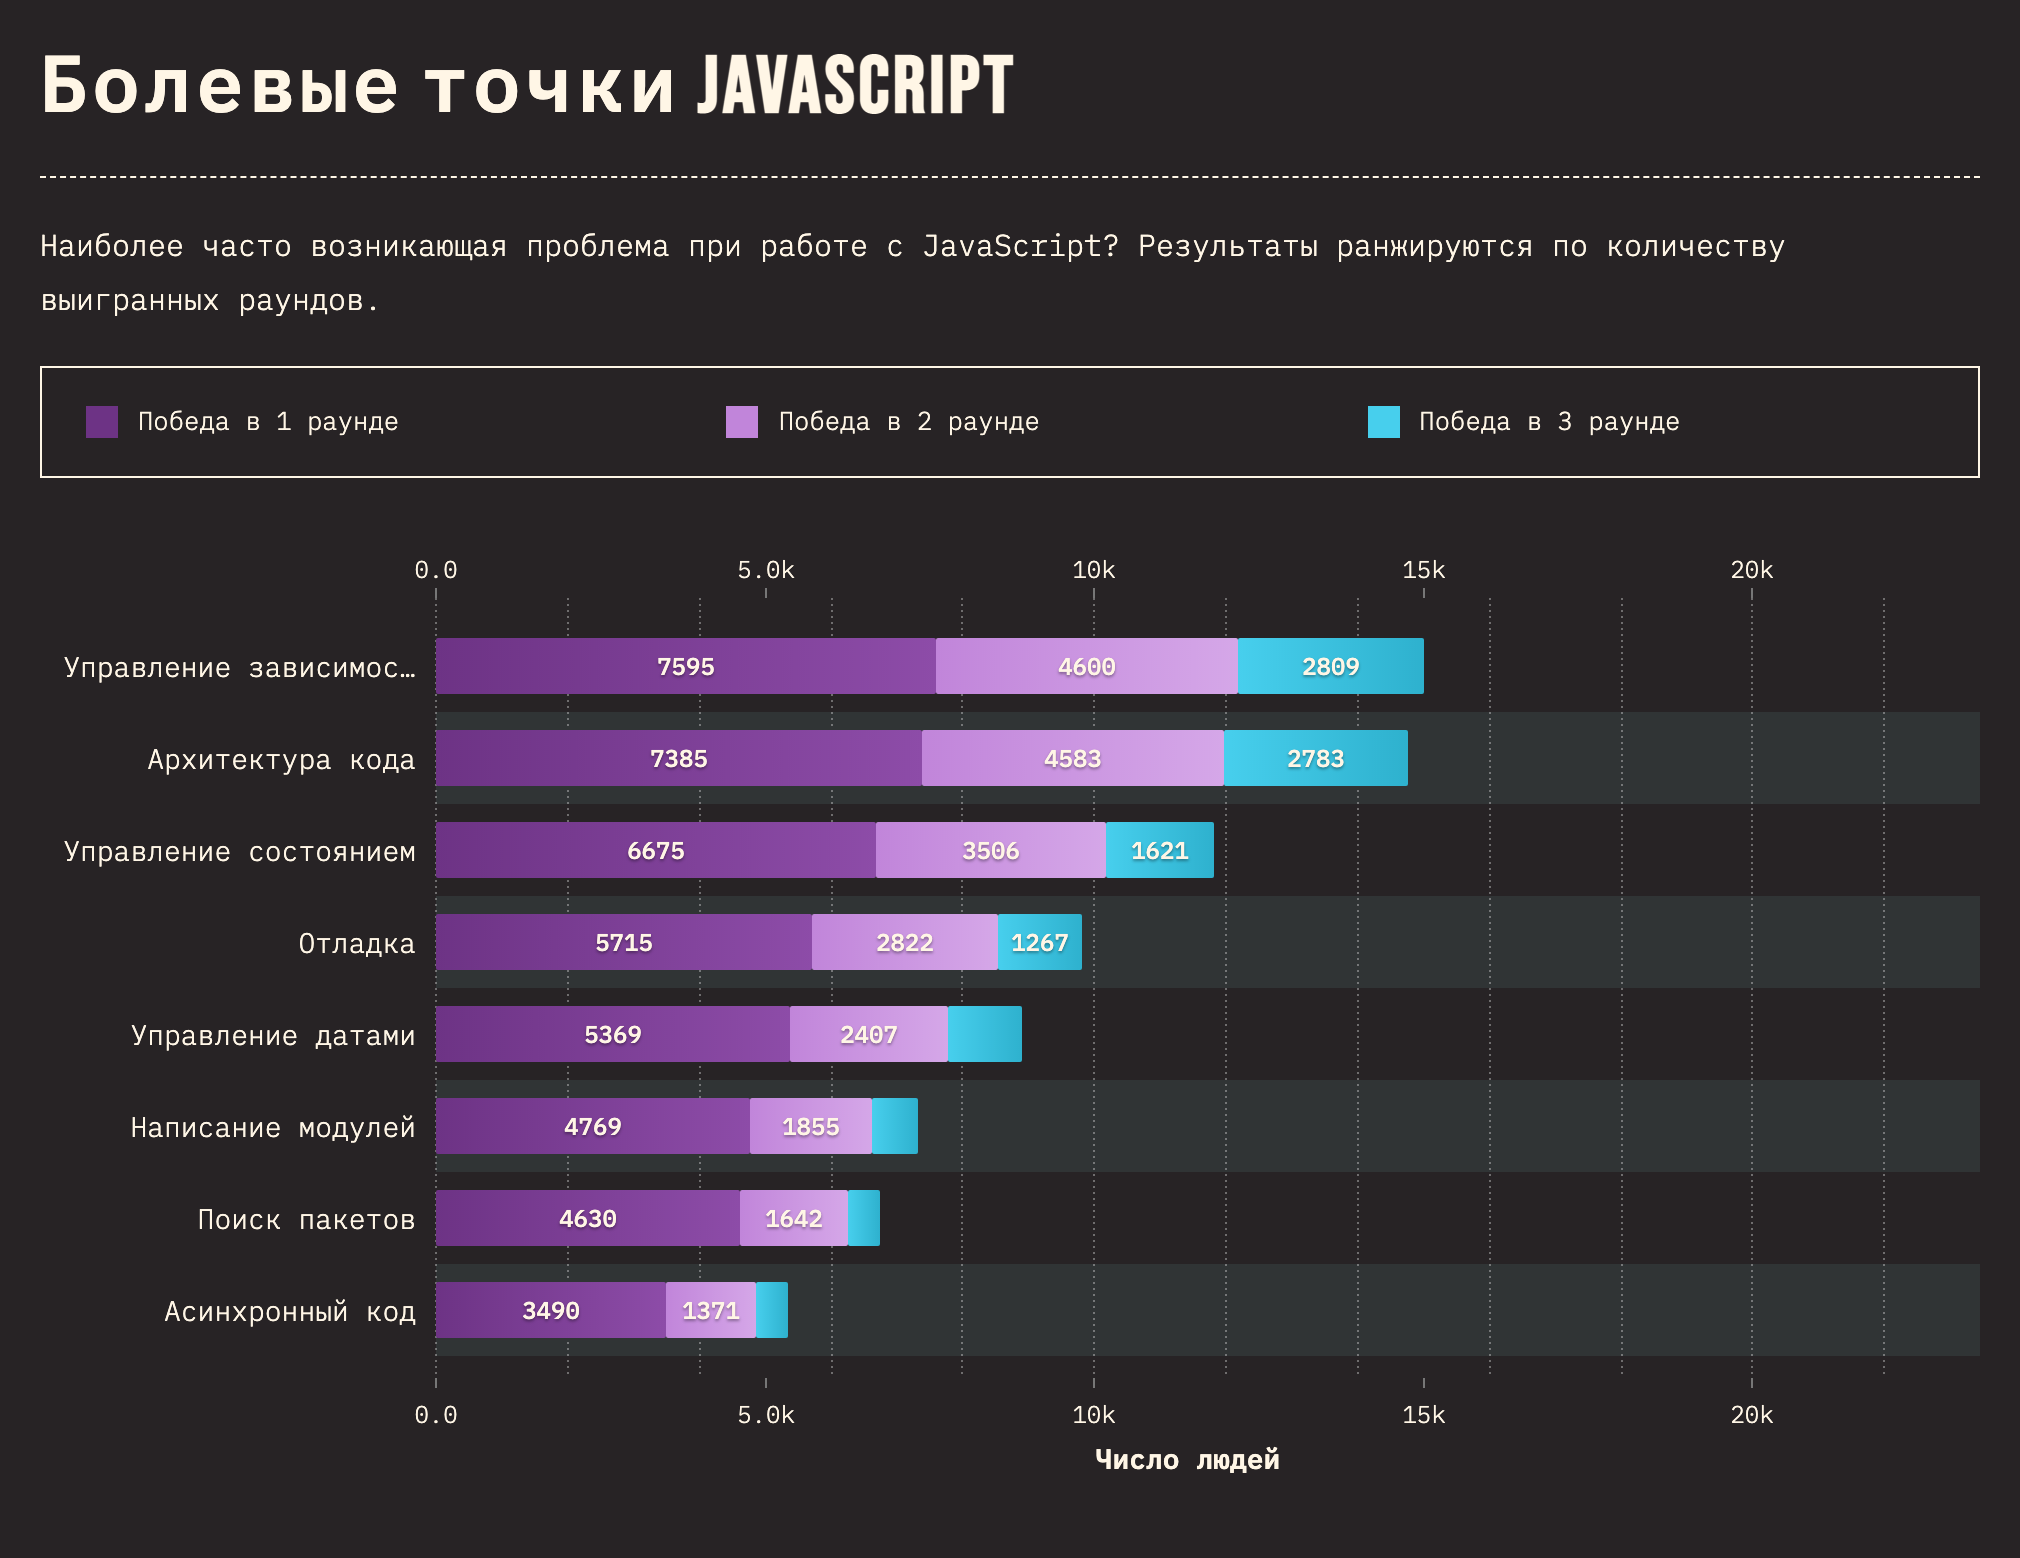 Болевые точки JAVASCRIPT
Наиболее часто возникающая проблема при работе с JavaScript? Результаты ранжируются по количеству
выигранных раундов.
Победа в 1 раунде Победа в 2 раунде Победа в 3 раунде
0.0 5.0k 10k 15k 20k
Управление зависимос… 7595 4600 2809
Архитектура кода 7385 4583 2783
Управление состоянием 6675 3506 1621
Отладка 5715 2822 1267
Управление датами 5369 2407
Написание модулей 4769 1855
Поиск пакетов 4630 1642
Асинхронный код 3490 1371
0.0 5.0k 10k 15k 20k
Число людей